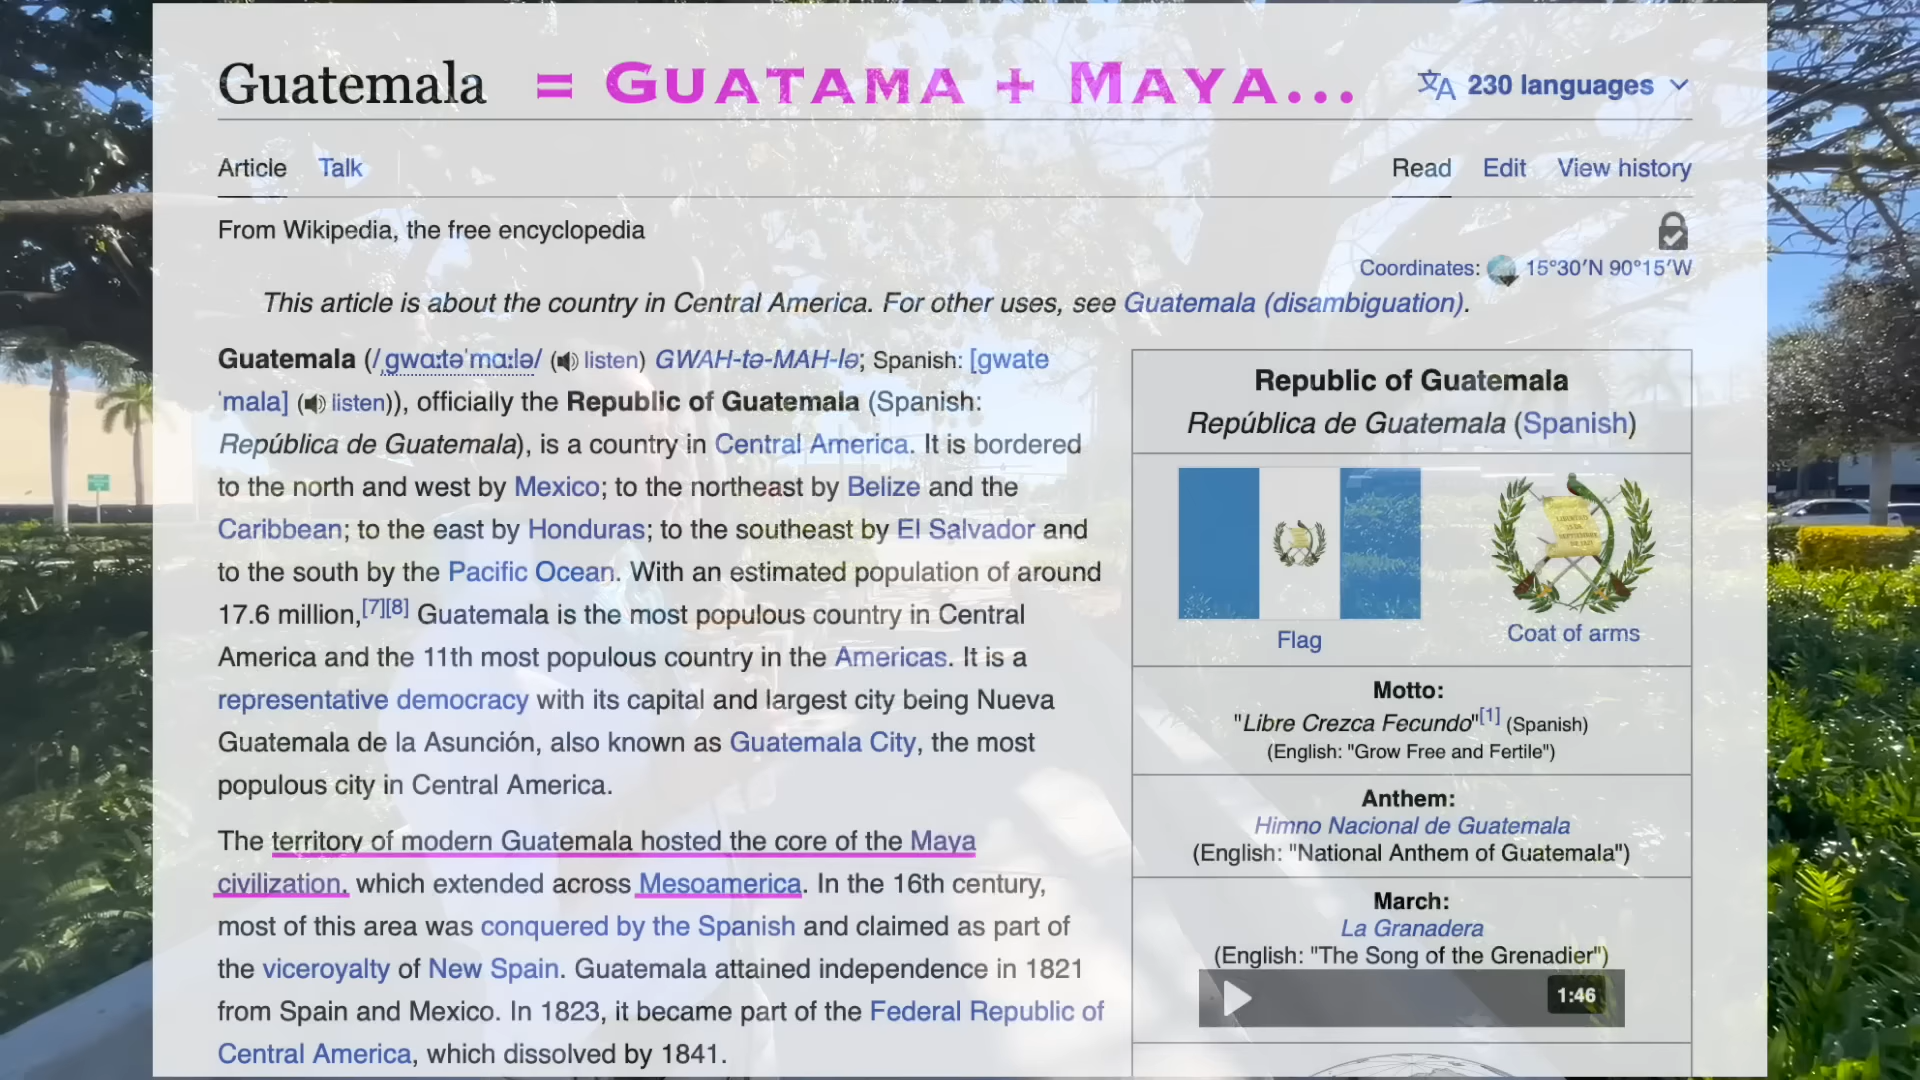 Guatemala = GUATAMA + MAYA...
230 languages
Article Talk
Read Edit View history
From Wikipedia, the free encyclopedia
Coordinates: 15°30′N 90°15′W
This article is about the country in Central America. For other uses, see Guatemala (disambiguation).
Guatemala (/ˌɡwɑːtəˈmɑːlə/ (listen) GWAH-tə-MAH-lə; Spanish: [gwate
ˈmala] (listen)), officially the Republic of Guatemala (Spanish:
República de Guatemala), is a country in Central America. It is bordered
to the north and west by Mexico; to the northeast by Belize and the
Caribbean; to the east by Honduras; to the southeast by El Salvador and
to the south by the Pacific Ocean. With an estimated population of around
17.6 million,[7][8] Guatemala is the most populous country in Central
America and the 11th most populous country in the Americas. It is a
representative democracy with its capital and largest city being Nueva
Guatemala de la Asunción, also known as Guatemala City, the most
populous city in Central America.
The territory of modern Guatemala hosted the core of the Maya
civilization, which extended across Mesoamerica. In the 16th century,
most of this area was conquered by the Spanish and claimed as part of
the viceroyalty of New Spain. Guatemala attained independence in 1821
from Spain and Mexico. In 1823, it became part of the Federal Republic of
Central America, which dissolved by 1841.
Republic of Guatemala
República de Guatemala (Spanish)
Flag
Coat of arms
Motto:
"Libre Crezca Fecundo"[1] (Spanish)
(English: "Grow Free and Fertile")
Anthem:
Himno Nacional de Guatemala
(English: "National Anthem of Guatemala")
March:
La Granadera
(English: "The Song of the Grenadier")
1:46